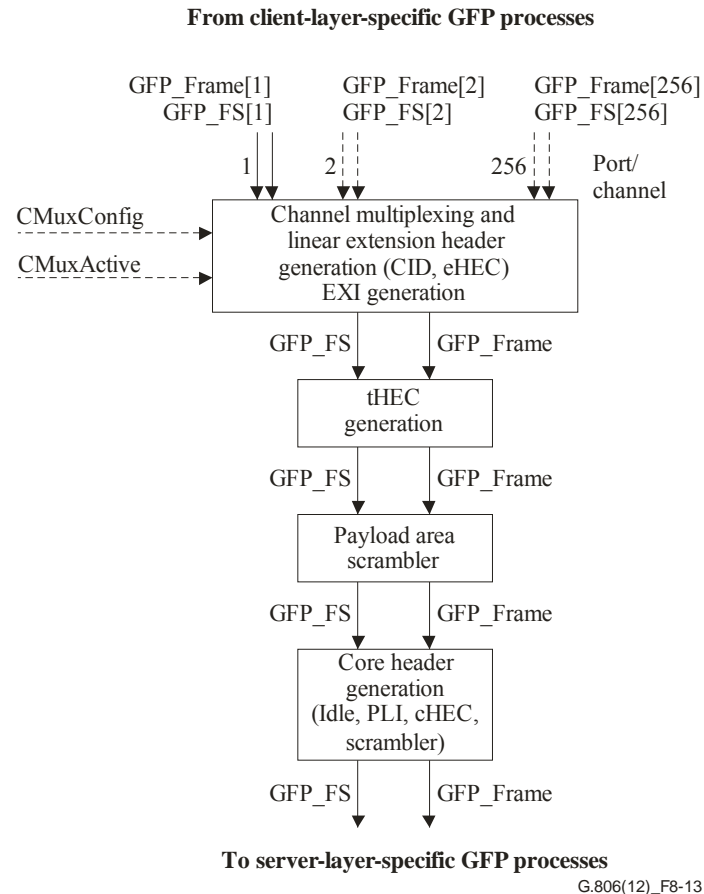 From client-layer-specific GFP processes
GFP_Frame[1]
GFP_FS[1]
GFP_Frame[2]
GFP_FS[2]
GFP_Frame[256]
GFP_FS[256]
1
2
256
Port/
channel
CMuxConfig
CMuxActive
Channel multiplexing and
linear extension header
generation (CID, eHEC)
EXI generation
GFP_FS
GFP_Frame
tHEC
generation
GFP_FS
GFP_Frame
Payload area
scrambler
GFP_FS
GFP_Frame
Core header
generation
(Idle, PLI, cHEC,
scrambler)
GFP_FS
GFP_Frame
To server-layer-specific GFP processes
G.806(12)_F8-13